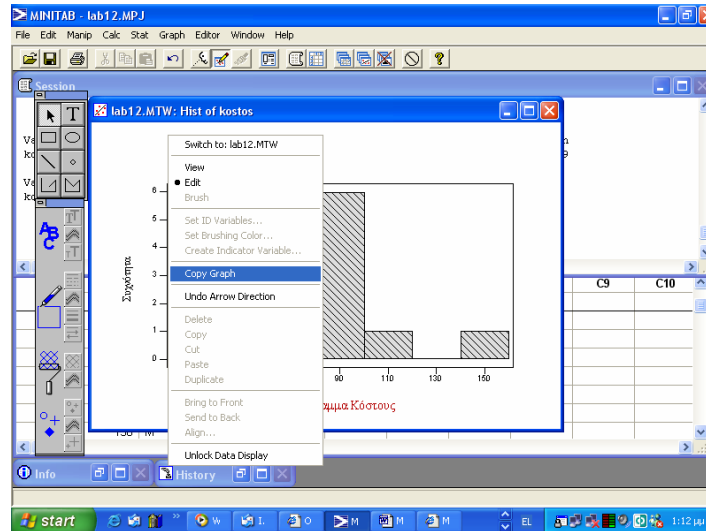 MINITAB - lab12.MPJ
File Edit Manip Calc Stat Graph Editor Window Help
Session
T
lab12.MTW: Hist of kostos
Switch to: lab12.MTW
View
Edit
Brush
Set ID Variables...
Set Brushing Color...
Create Indicator Variable...
Copy Graph
Undo Arrow Direction
Delete
Copy
Cut
Paste
Duplicate
Bring to Front
Send to Back
Align...
Unlock Data Display
6
5
4
3
2
1
0
Συχνότητα
90 110 130 150
Κόστους
C9 C10
Info History
start W I. O M M M EL 1:12 μμ